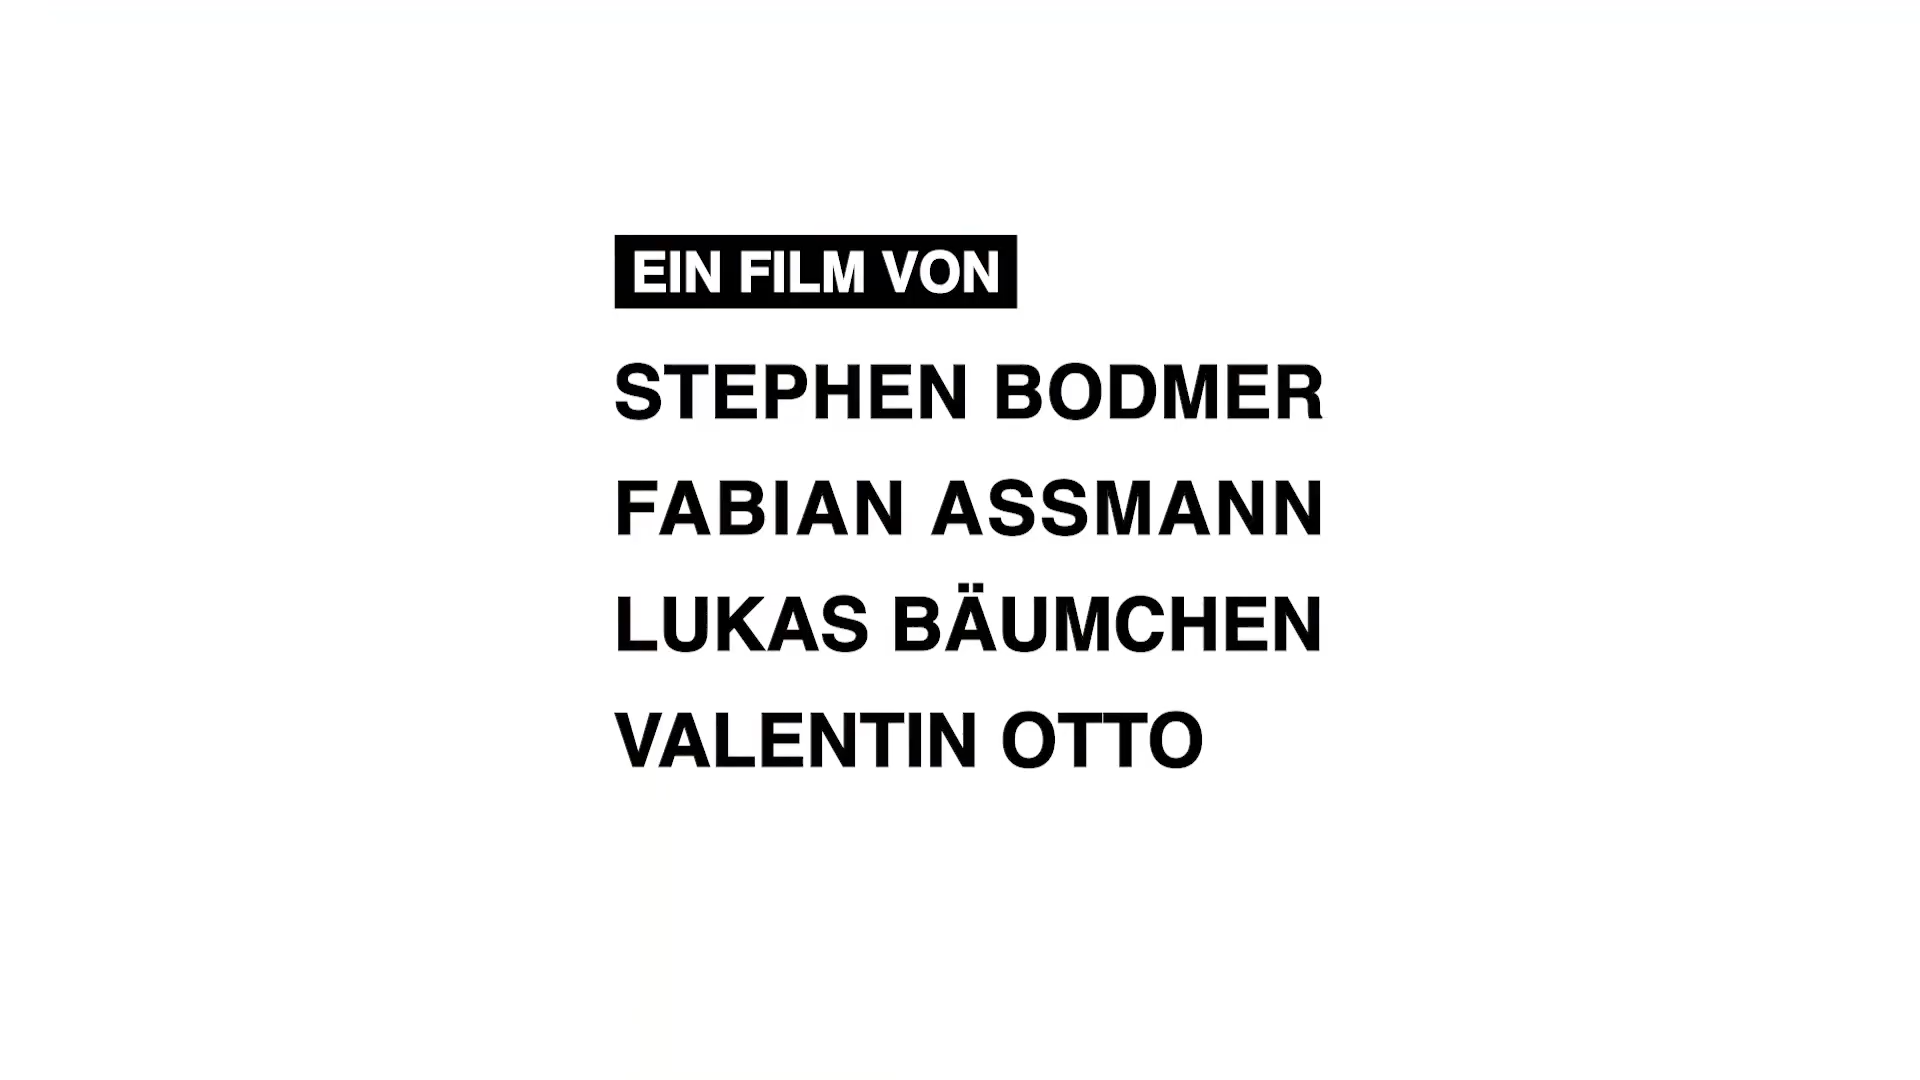 EIN FILM VON
STEPHEN BODMER
FABIAN ASSMANN
LUKAS BÄUMCHEN
VALENTIN OTTO